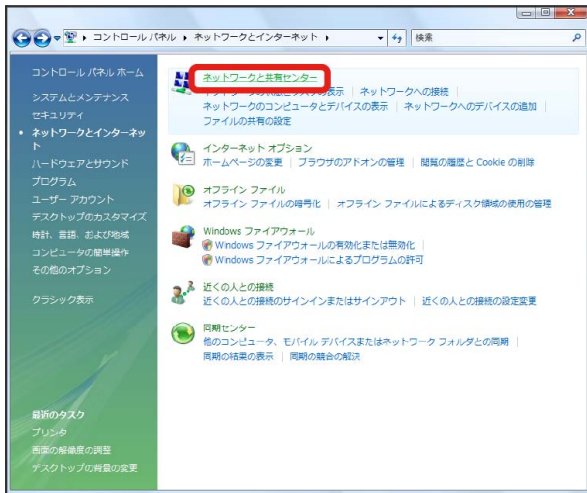 コントロール パネル ▸ ネットワークとインターネット ▸
検索
コントロール パネル ホーム
システムとメンテナンス
セキュリティ
ネットワークとインターネッ
ト
ハードウェアとサウンド
プログラム
ユーザー アカウント
デスクトップのカスタマイズ
時計、言語、および地域
コンピュータの簡単操作
その他のオプション
クラシック表示
最近のタスク
プリンタ
画面の解像度の調整
デスクトップの背景の変更
ネットワークと共有センター
の表示 | ネットワークへの接続 |
ネットワークのコンピュータとデバイスの表示 | ネットワークへのデバイスの追加 |
ファイルの共有の設定
インターネット オプション
ホームページの変更 | ブラウザのアドオンの管理 | 閲覧の履歴と Cookie の削除
オフライン ファイル
オフライン ファイルの暗号化 | オフライン ファイルによるディスク領域の使用の管理
Windows ファイアウォール
Windows ファイアウォールの有効化または無効化 |
Windows ファイアウォールによるプログラムの許可
近くの人との接続
近くの人との接続のサインインまたはサインアウト | 近くの人との接続の設定変更
同期センター
他のコンピュータ、モバイル デバイスまたはネットワーク フォルダとの同期 |
同期の結果の表示 | 同期の競合の解決